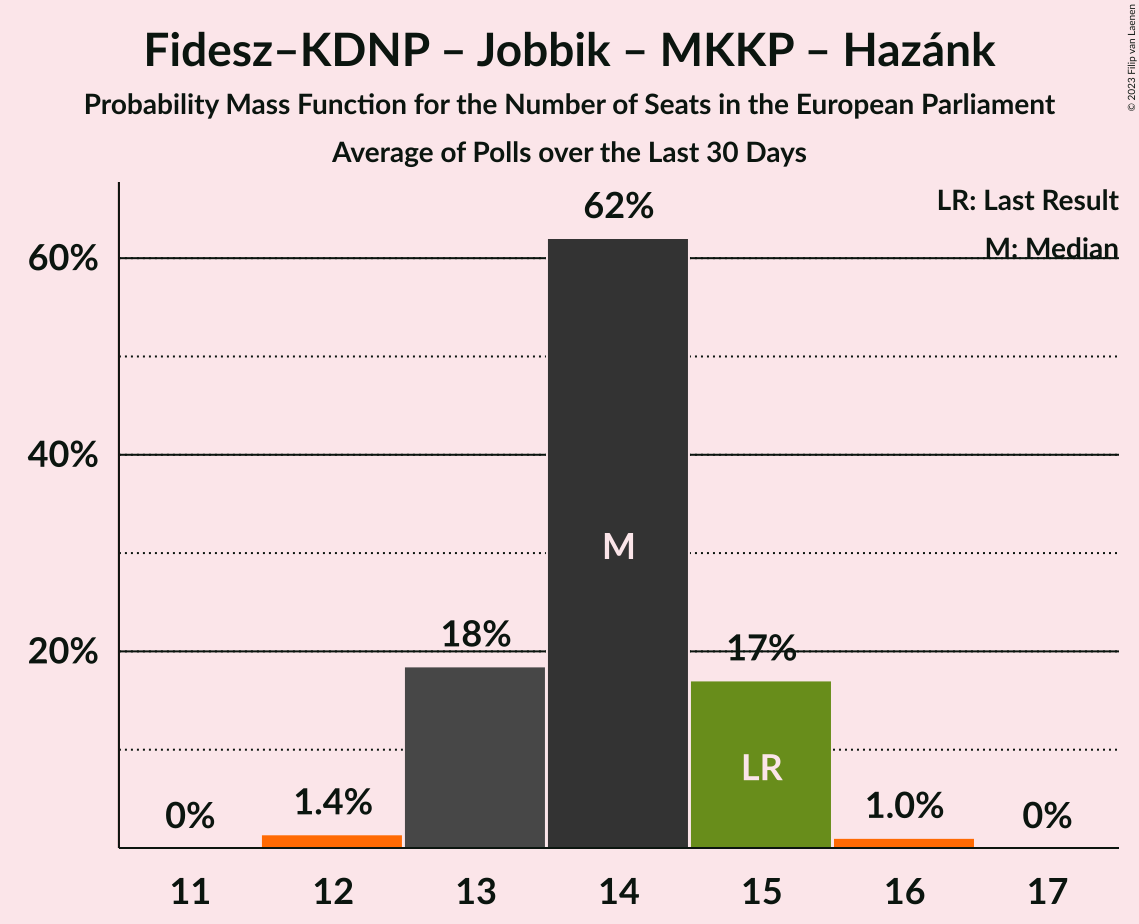 Fidesz–KDNP – Jobbik – MKKP – Hazánk
Probability Mass Function for the Number of Seats in the European Parliament
Average of Polls over the Last 30 Days
© 2023 Filip van Laenen
LR: Last Result
M: Median
60%
40%
20%
0%
1.4%
18%
62%
17%
1.0%
0%
M
LR
11
12
13
14
15
16
17